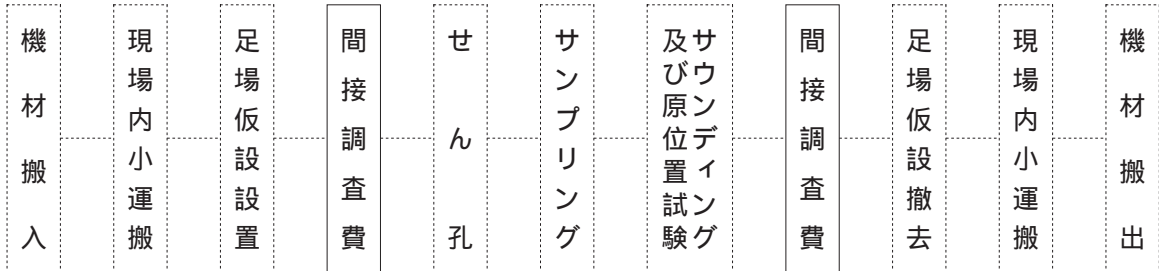 機材搬入
現場内小運搬
足場仮設設置
間接調査費
せん孔
サンプリング
サウンディング
及び原位置試験
間接調査費
足場仮設撤去
現場内小運搬
機材搬出